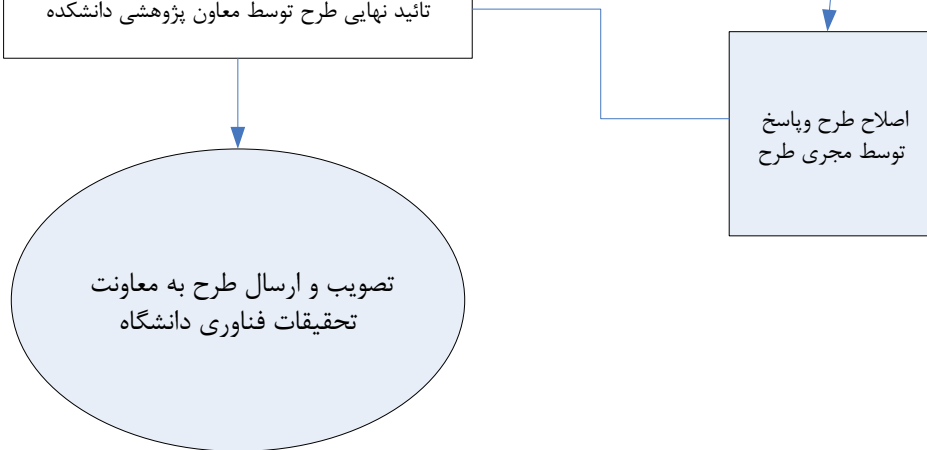 تائید نهایی طرح توسط معاون پژوهشی دانشکده
اصلاح طرح وپاسخ
توسط مجری طرح
تصویب و ارسال طرح به معاونت
تحقیقات فناوری دانشگاه